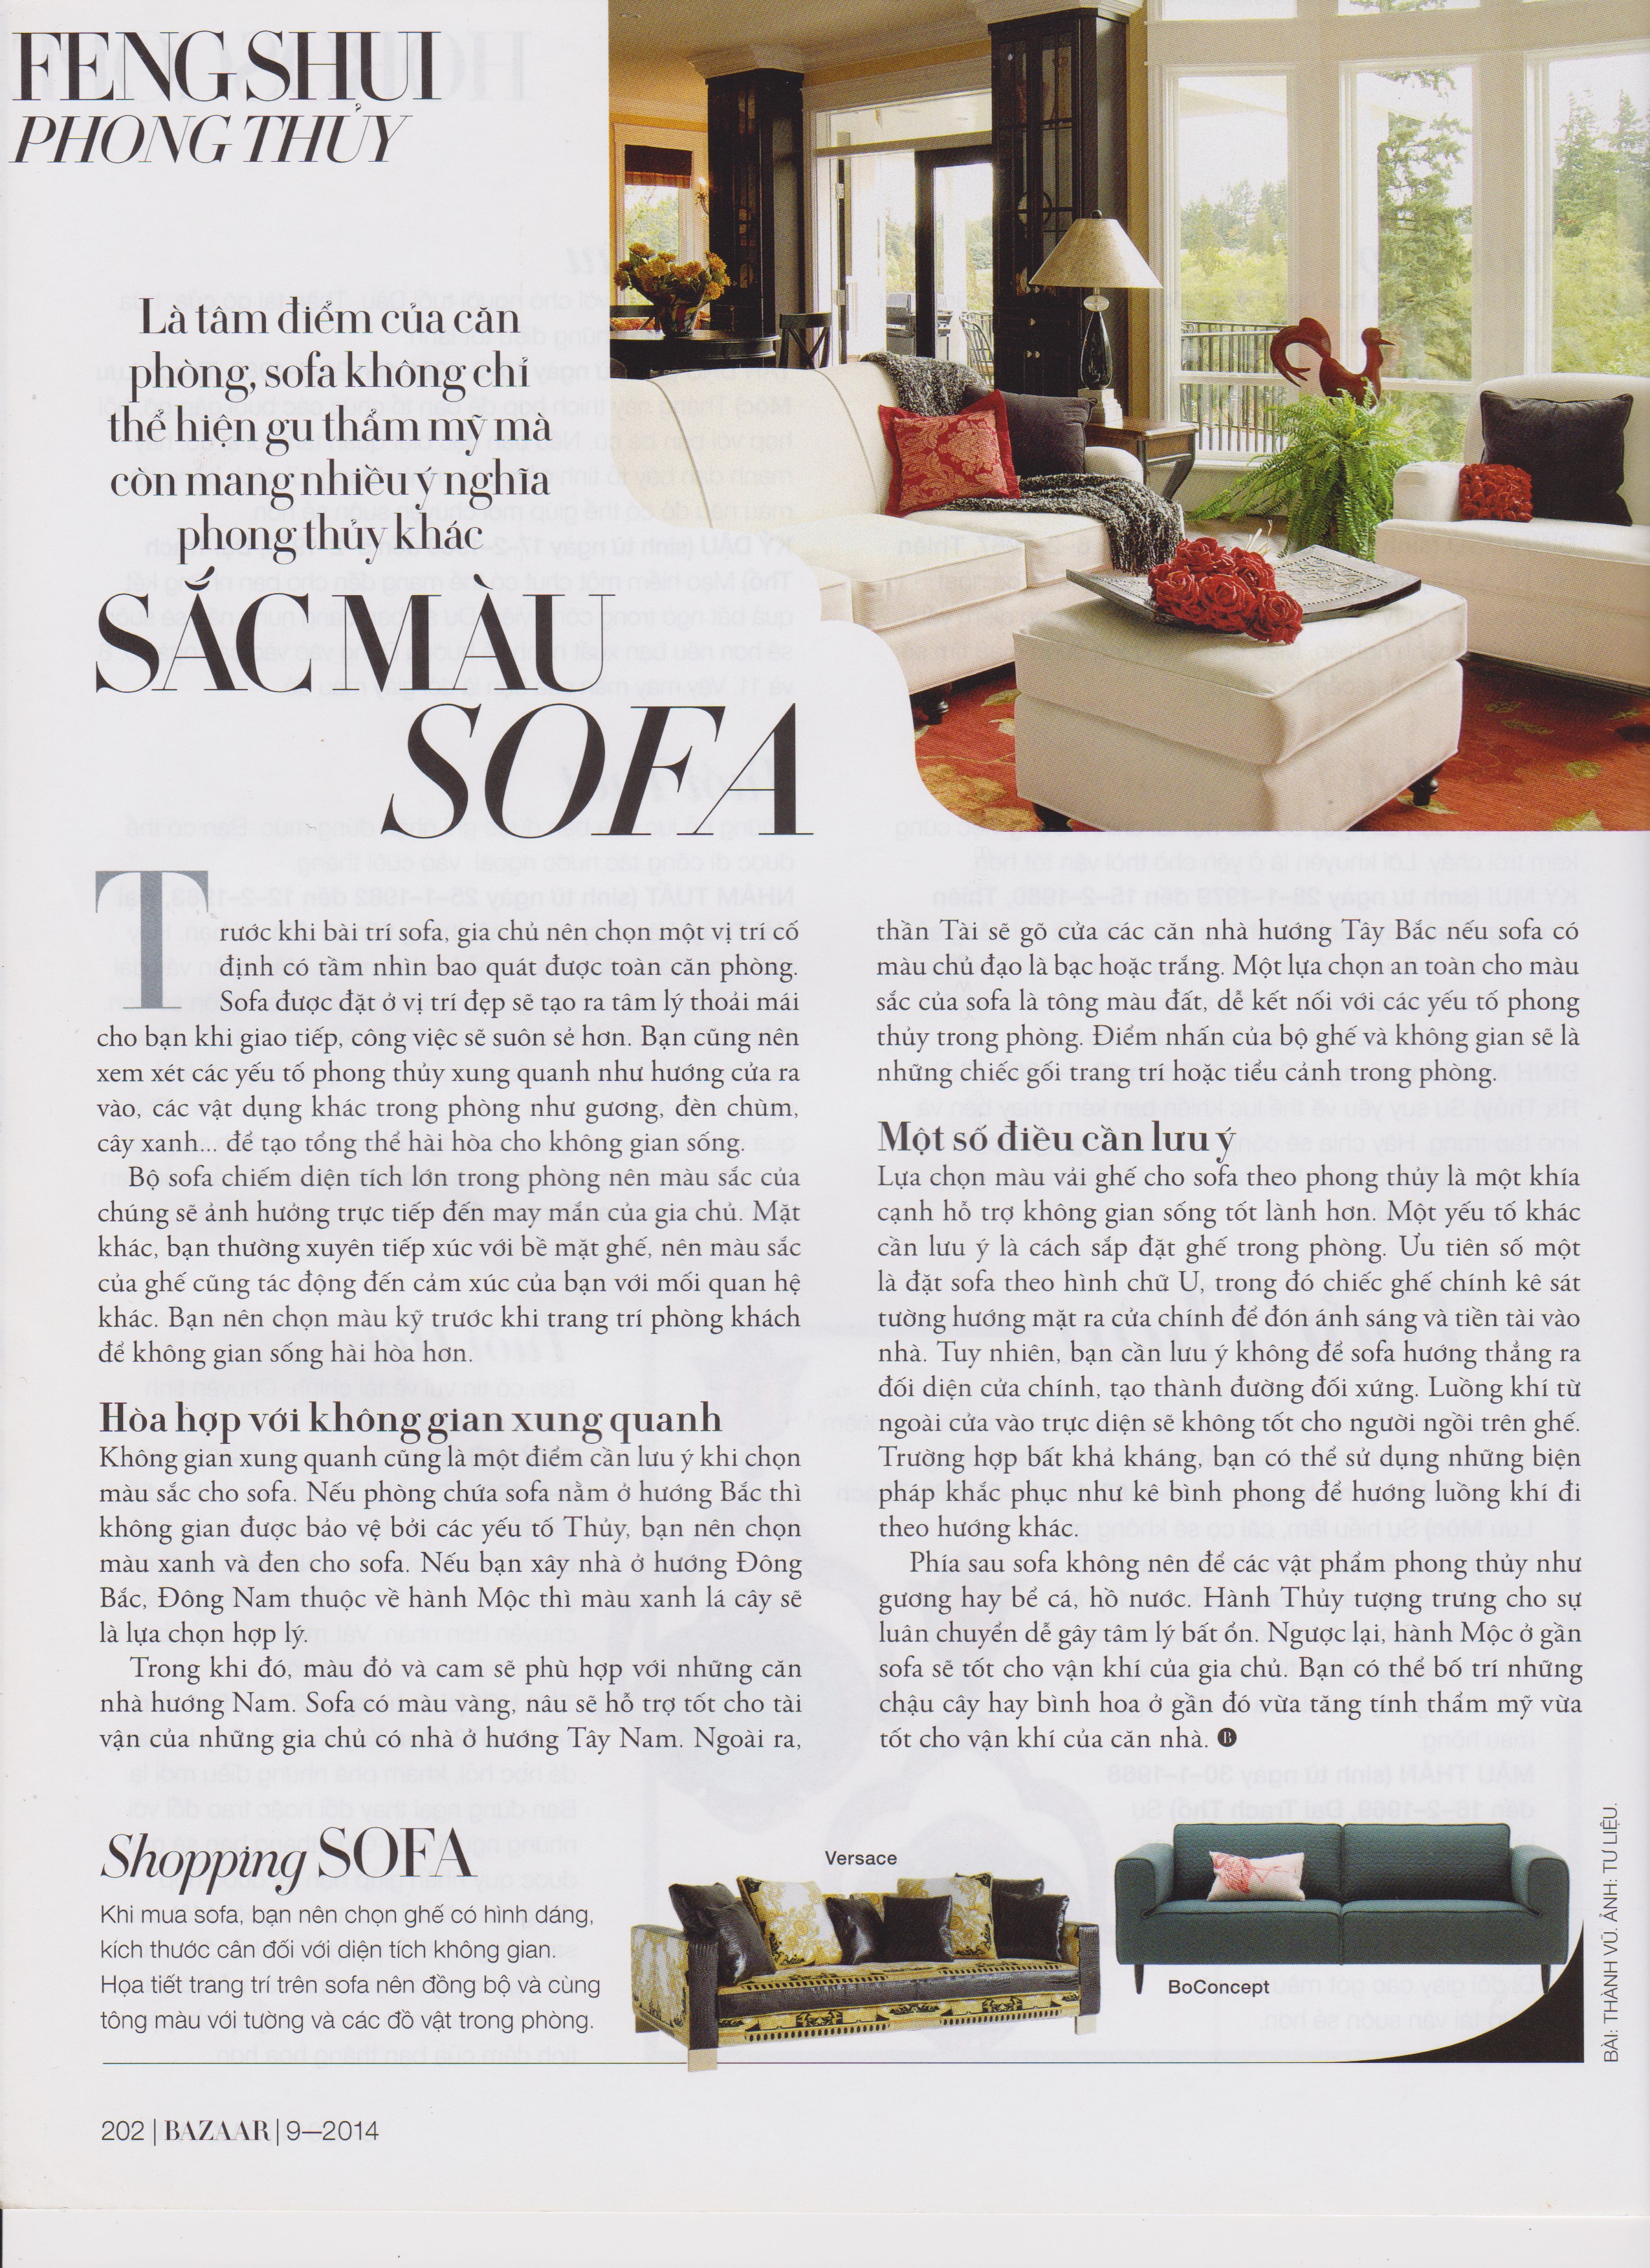 FENG SHUI
PHONG THỦY
Là tâm điểm của căn
phòng, sofa không chỉ
thể hiện gu thẩm mỹ mà
còn mang nhiều ý nghĩa
phong thủy khác
SẮC MÀU
SOFA
Trước khi bài trí sofa, gia chủ nên chọn một vị trí cố
định có tầm nhìn bao quát được toàn căn phòng.
Sofa được đặt ở vị trí đẹp sẽ tạo ra tâm lý thoải mái
cho bạn khi giao tiếp, công việc sẽ suôn sẻ hơn. Bạn cũng nên
xem xét các yếu tố phong thủy xung quanh như hướng cửa ra
vào, các vật dụng khác trong phòng như gương, đèn chùm,
cây xanh... để tạo tổng thể hài hòa cho không gian sống.
Bộ sofa chiếm diện tích lớn trong phòng nên màu sắc của
chúng sẽ ảnh hưởng trực tiếp đến may mắn của gia chủ. Mặt
khác, bạn thường xuyên tiếp xúc với bề mặt ghế, nên màu sắc
của ghế cũng tác động đến cảm xúc của bạn với mối quan hệ
khác. Bạn nên chọn màu kỹ trước khi trang trí phòng khách
để không gian sống hài hòa hơn.
Hòa hợp với không gian xung quanh
Không gian xung quanh cũng là một điểm cần lưu ý khi chọn
màu sắc cho sofa. Nếu phòng chứa sofa nằm ở hướng Bắc thì
không gian được bảo vệ bởi các yếu tố Thủy, bạn nên chọn
màu xanh và đen cho sofa. Nếu bạn xây nhà ở hướng Đông
Bắc, Đông Nam thuộc về hành Mộc thì màu xanh lá cây sẽ
là lựa chọn hợp lý.
Trong khi đó, màu đỏ và cam sẽ phù hợp với những căn
nhà hướng Nam. Sofa có màu vàng, nâu sẽ hỗ trợ tốt cho tài
vận của những gia chủ có nhà ở hướng Tây Nam. Ngoài ra,
thần Tài sẽ gõ cửa các căn nhà hướng Tây Bắc nếu sofa có
màu chủ đạo là bạc hoặc trắng. Một lựa chọn an toàn cho màu
sắc của sofa là tông màu đất, dễ kết nối với các yếu tố phong
thủy trong phòng. Điểm nhấn của bộ ghế và không gian sẽ là
những chiếc gối trang trí hoặc tiểu cảnh trong phòng.
Một số điều cần lưu ý
Lựa chọn màu vải ghế cho sofa theo phong thủy là một khía
cạnh hỗ trợ không gian sống tốt lành hơn. Một yếu tố khác
cần lưu ý là cách sắp đặt ghế trong phòng. Ưu tiên số một
là đặt sofa theo hình chữ U, trong đó chiếc ghế chính kê sát
tường hướng mặt ra cửa chính để đón ánh sáng và tiền tài vào
nhà. Tuy nhiên, bạn cần lưu ý không để sofa hướng thẳng ra
đối diện cửa chính, tạo thành đường đối xứng. Luồng khí từ
ngoài cửa vào trực diện sẽ không tốt cho người ngồi trên ghế.
Trường hợp bất khả kháng, bạn có thể sử dụng những biện
pháp khắc phục như kê bình phong để hướng luồng khí đi
theo hướng khác.
Phía sau sofa không nên để các vật phẩm phong thủy như
gương hay bể cá, hồ nước. Hành Thủy tượng trưng cho sự
luân chuyển dễ gây tâm lý bất ổn. Ngược lại, hành Mộc ở gần
sofa sẽ tốt cho vận khí của gia chủ. Bạn có thể bố trí những
chậu cây hay bình hoa ở gần đó vừa tăng tính thẩm mỹ vừa
tốt cho vận khí của căn nhà. B
Shopping SOFA
Khi mua sofa, bạn nên chọn ghế có hình dáng,
kích thước cân đối với diện tích không gian.
Họa tiết trang trí trên sofa nên đồng bộ và cùng
tông màu với tường và các đồ vật trong phòng.
Versace
BoConcept
BÀI: THÀNH VŨ. ẢNH: TƯ LIỆU.
202 | BAZAAR | 9—2014